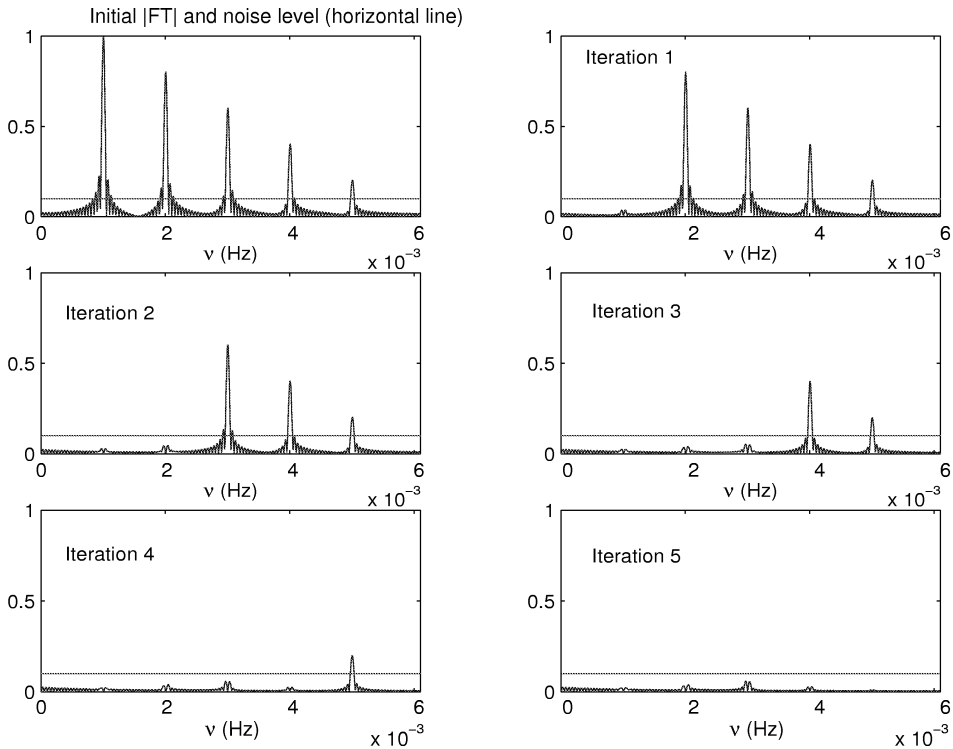 Initial |FT| and noise level (horizontal line)
1
0.5
0
0 2 4 6
ν (Hz)
x 10⁻³
Iteration 1
1
0.5
0
0 2 4 6
ν (Hz)
x 10⁻³
Iteration 2
1
0.5
0
0 2 4 6
ν (Hz)
x 10⁻³
Iteration 3
1
0.5
0
0 2 4 6
ν (Hz)
x 10⁻³
Iteration 4
1
0.5
0
0 2 4 6
ν (Hz)
x 10⁻³
Iteration 5
1
0.5
0
0 2 4 6
ν (Hz)
x 10⁻³